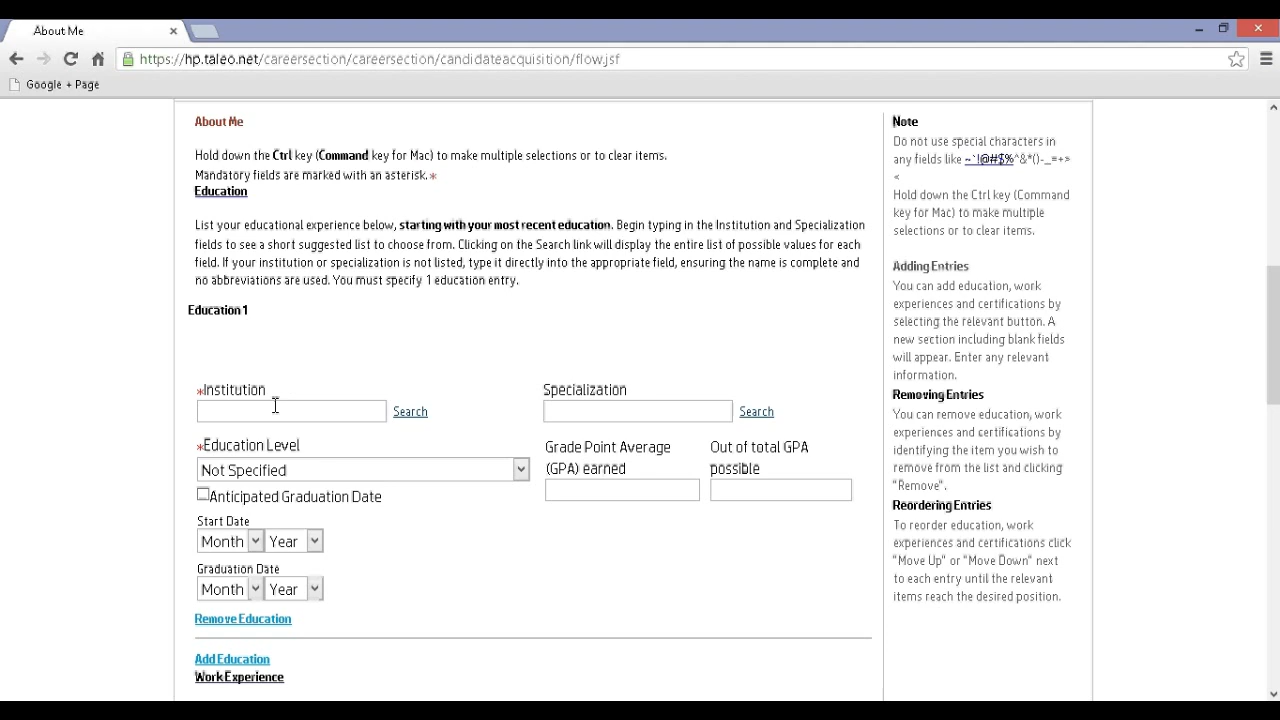 About Me
https://hp.taleo.net/careersection/careersection/candidateacquisition/flow.jsf
Google + Page
About Me
Hold down the Ctrl key (Command key for Mac) to make multiple selections or to clear items.
Mandatory fields are marked with an asterisk. *
Education
List your educational experience below, starting with your most recent education. Begin typing in the Institution and Specialization
fields to see a short suggested list to choose from. Clicking on the Search link will display the entire list of possible values for each
field. If your institution or specialization is not listed, type it directly into the appropriate field, ensuring the name is complete and
no abbreviations are used. You must specify 1 education entry.
Education 1
*Institution
Search
Specialization
Search
*Education Level
Not Specified
Grade Point Average
(GPA) earned
Out of total GPA
possible
Anticipated Graduation Date
Start Date
Month Year
Graduation Date
Month Year
Remove Education
Add Education
Work Experience
Note
Do not use special characters in
any fields like ~`!@#$%^&*()-_=+>
<
Hold down the Ctrl key (Command
key for Mac) to make multiple
selections or to clear items.
Adding Entries
You can add education, work
experiences and certifications by
selecting the relevant button. A
new section including blank fields
will appear. Enter any relevant
information.
Removing Entries
You can remove education, work
experiences and certifications by
identifying the item you wish to
remove from the list and clicking
"Remove".
Reordering Entries
To reorder education, work
experiences and certifications click
"Move Up" or "Move Down" next
to each entry until the relevant
items reach the desired position.